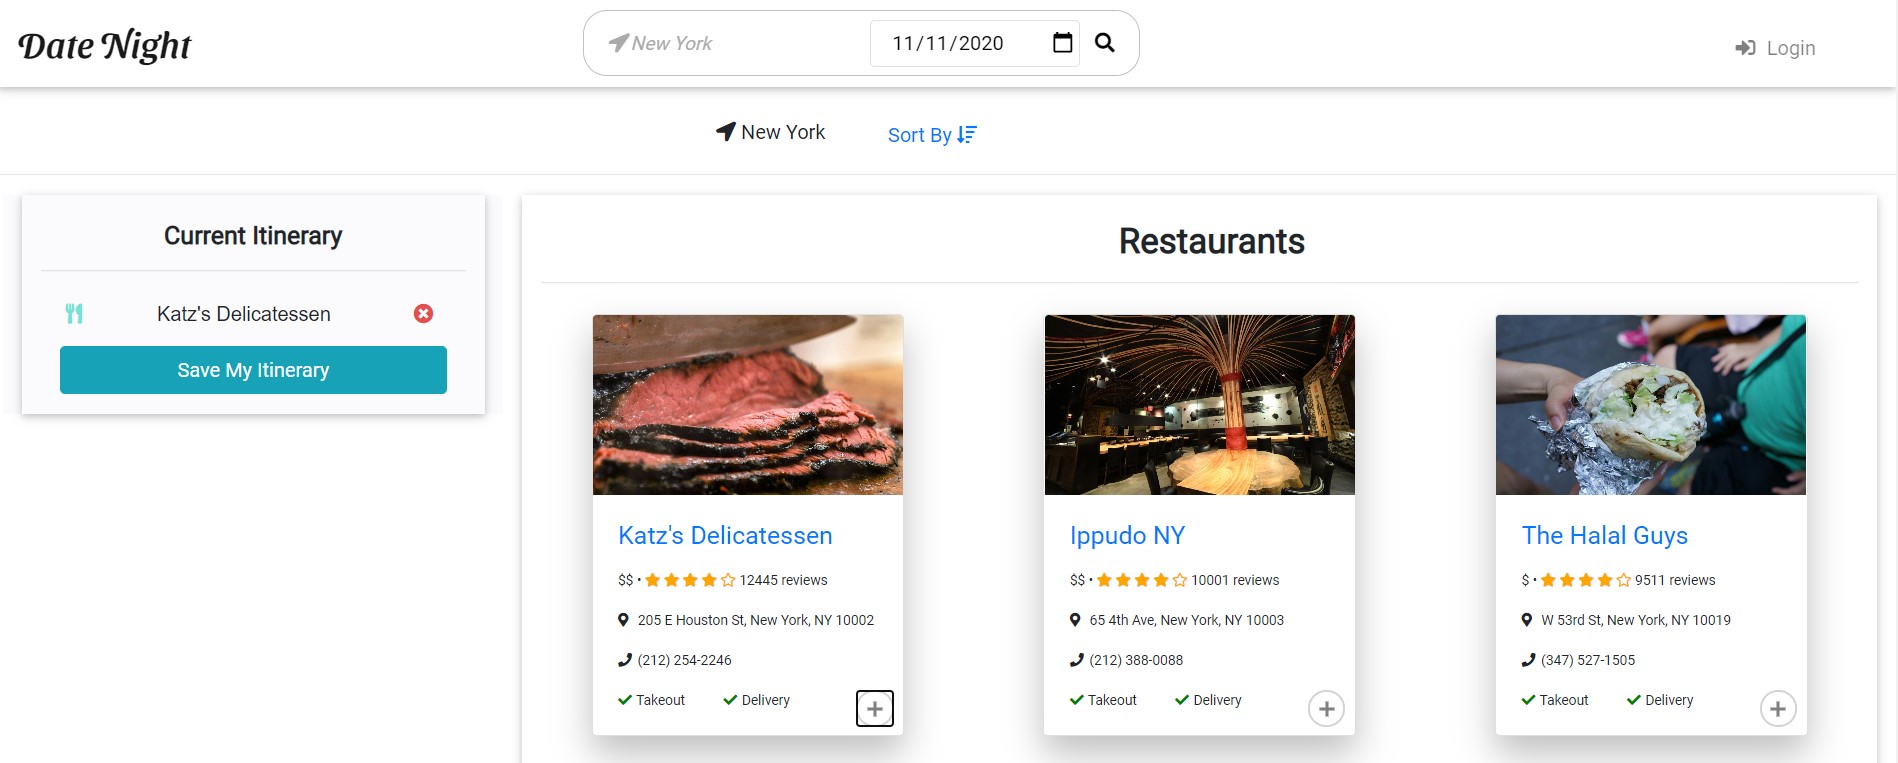 Date Night
New York
11/11/2020
Login
New York
Sort By
Current Itinerary
Katz's Delicatessen
Save My Itinerary
Restaurants
Katz's Delicatessen
$$ • 12445 reviews
205 E Houston St, New York, NY 10002
(212) 254-2246
Takeout Delivery
Ippudo NY
$$ • 10001 reviews
65 4th Ave, New York, NY 10003
(212) 388-0088
Takeout Delivery
The Halal Guys
$ • 9511 reviews
W 53rd St, New York, NY 10019
(347) 527-1505
Takeout Delivery